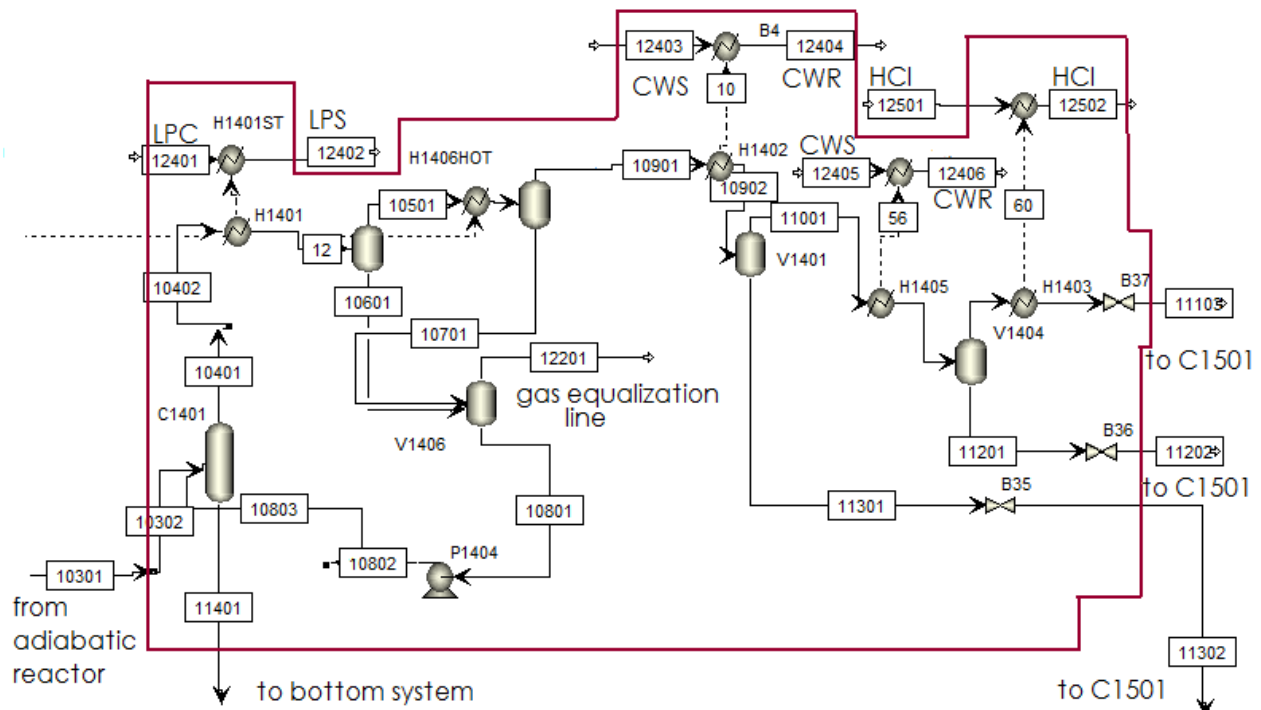 12403
B4
12404
CWS
10
CWR
HCl
12501
HCl
12502
LPC
12401
H1401ST
LPS
12402
H1406HOT
10901
H1402
10902
CWS
12405
12406
CWR
10501
H1401
12
11001
56
60
V1401
10402
10601
10701
H1405
H1403
B37
11103
V1404
to C1501
10401
12201
gas equalization
line
C1401
V1406
11201
B36
11202
to C1501
10302
10803
10801
11301
B35
10802
P1404
10301
from
adiabatic
reactor
11401
to bottom system
11302
to C1501